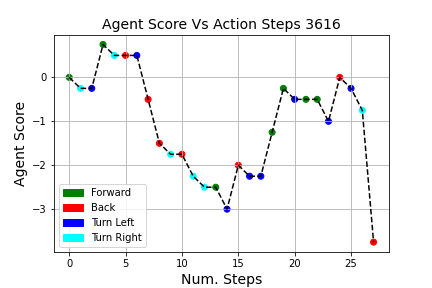 Agent Score Vs Action Steps 3616
Agent Score
0
−1
−2
−3
Forward
Back
Turn Left
Turn Right
0 5 10 15 20 25
Num. Steps